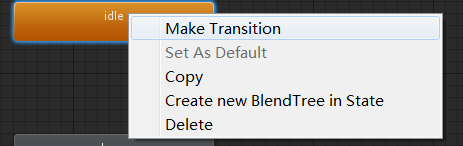 idle
Make Transition
Set As Default
Copy
Create new BlendTree in State
Delete